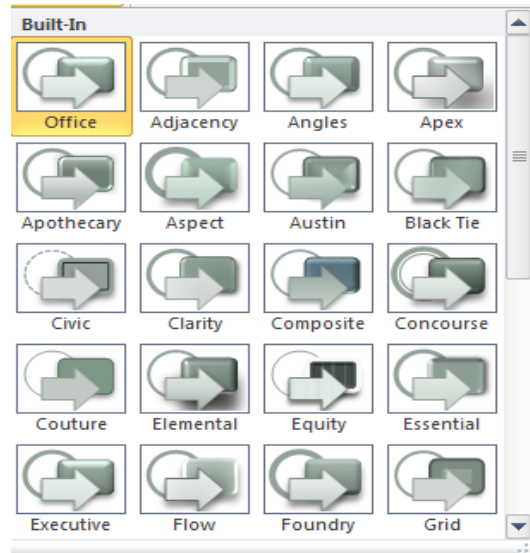 Built-In
Office Adjacency Angles Apex
Apothecary Aspect Austin Black Tie
Civic Clarity Composite Concourse
Couture Elemental Equity Essential
Executive Flow Foundry Grid